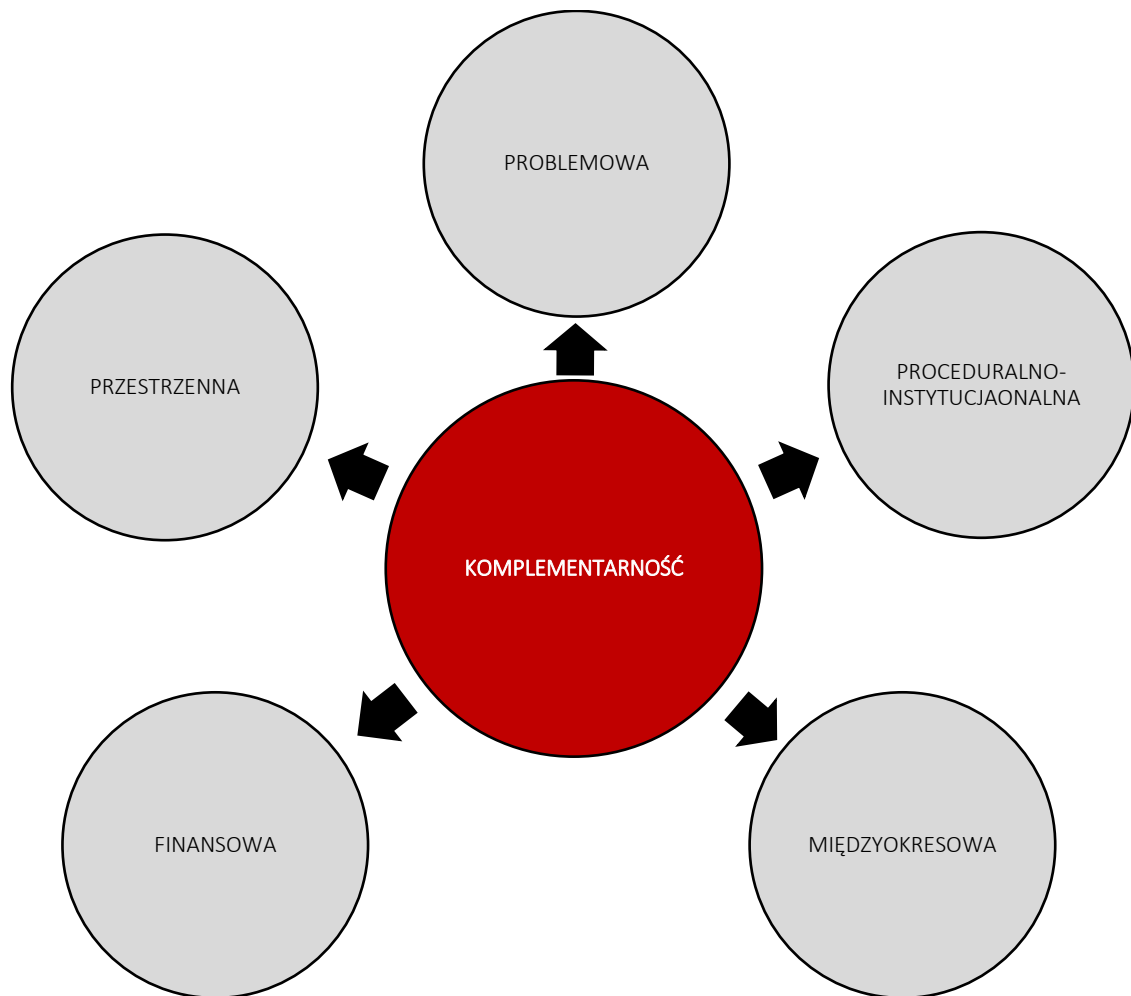 PROBLEMOWA
PRZESTRZENNA
PROCEDURALNO-
INSTYTUCJAONALNA
KOMPLEMENTARNOŚĆ
FINANSOWA
MIĘDZYOKRESOWA